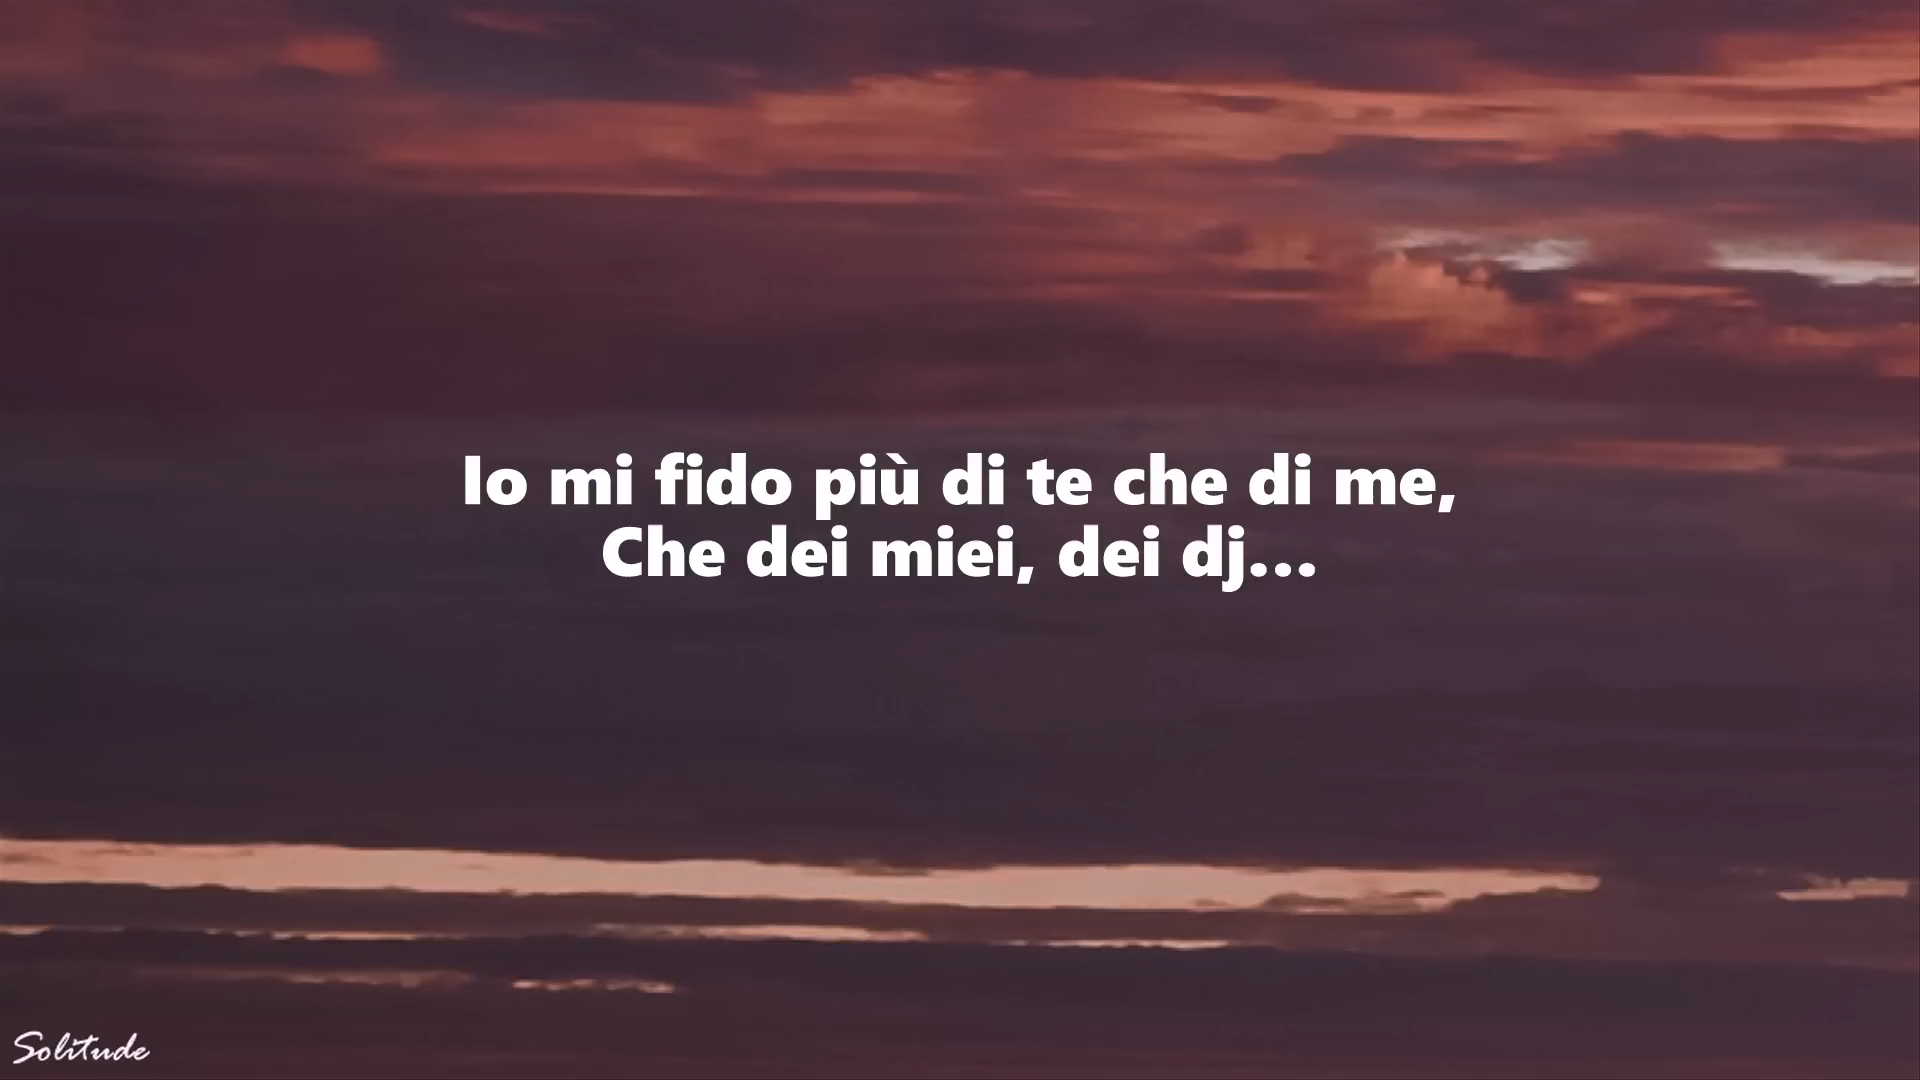 Io mi fido più di te che di me,
Che dei miei, dei dj...
Solitude